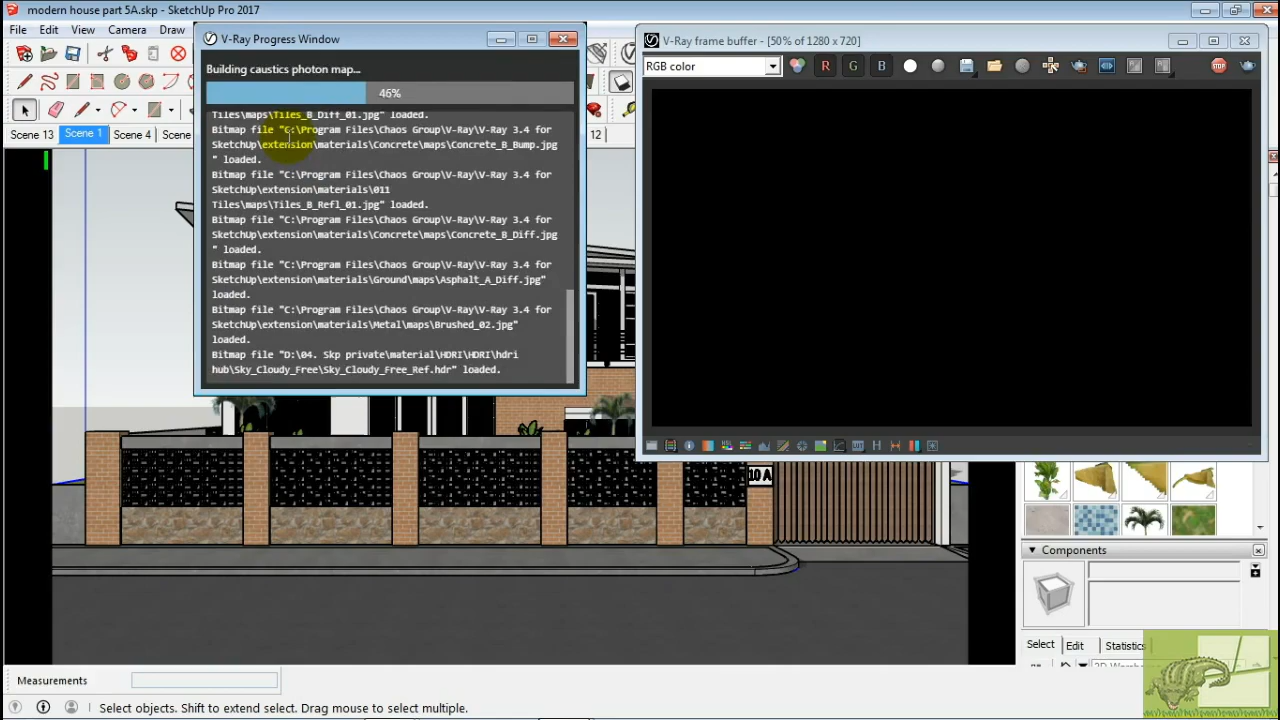 modern house part 5A.skp - SketchUp Pro 2017
File Edit View Camera Draw
V-Ray Progress Window
Building caustics photon map...
46%
Tiles\maps\Tiles_B_Diff_01.jpg" loaded.
Bitmap file "C:\Program Files\Chaos Group\V-Ray\V-Ray 3.4 for
SketchUp\extension\materials\Concrete\maps\Concrete_B_Bump.jpg
" loaded.
Bitmap file "C:\Program Files\Chaos Group\V-Ray\V-Ray 3.4 for
SketchUp\extension\materials\011
Tiles\maps\Tiles_B_Refl_01.jpg" loaded.
Bitmap file "C:\Program Files\Chaos Group\V-Ray\V-Ray 3.4 for
SketchUp\extension\materials\Concrete\maps\Concrete_B_Diff.jpg
" loaded.
Bitmap file "C:\Program Files\Chaos Group\V-Ray\V-Ray 3.4 for
SketchUp\extension\materials\Ground\maps\Asphalt_A_Diff.jpg"
loaded.
Bitmap file "C:\Program Files\Chaos Group\V-Ray\V-Ray 3.4 for
SketchUp\extension\materials\Metal\maps\Brushed_02.jpg"
loaded.
Bitmap file "D:\04. Skp private\material\HDRI\HDRI\hdri
hub\Sky_Cloudy_Free\Sky_Cloudy_Free_Ref.hdr" loaded.
V-Ray frame buffer - [50% of 1280 x 720]
RGB color
R G B
STOP
Scene 13 Scene 1 Scene 4 Scene
12
10 A
HSL
LUT
H
Components
Select Edit Statistics
Measurements
Select objects. Shift to extend select. Drag mouse to select multiple.